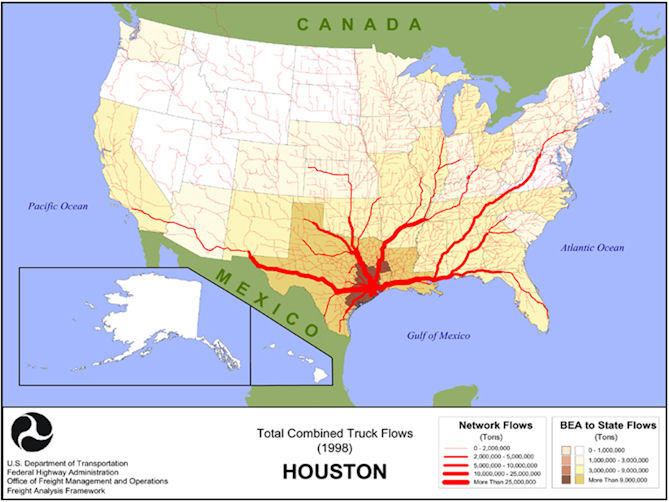 CANADA
Pacific Ocean
Atlantic Ocean
MEXICO
Gulf of Mexico
U.S. Department of Transportation
Federal Highway Administration
Office of Freight Management and Operations
Freight Analysis Framework
Total Combined Truck Flows
(1998)
HOUSTON
Network Flows
(Tons)
0 - 2,000,000
2,000,000 - 5,000,000
5,000,000 - 10,000,000
10,000,000 - 25,000,000
More Than 25,000,000
BEA to State Flows
(Tons)
0 - 1,000,000
1,000,000 - 3,000,000
3,000,000 - 9,000,000
More Than 9,000,000